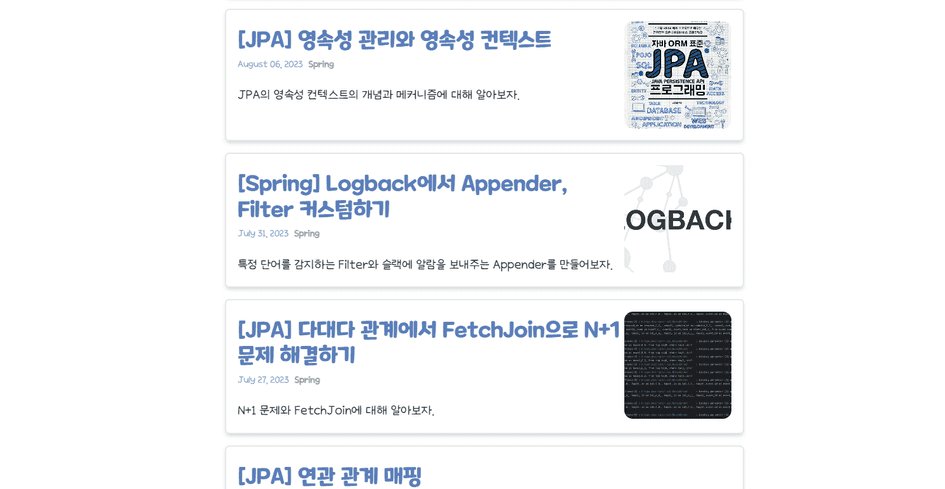 [JPA] 영속성 관리와 영속성 컨텍스트
August 06, 2023 Spring
JPA의 영속성 컨텍스트의 개념과 메커니즘에 대해 알아보자.
자바 ORM 표준
JPA
JAVA PERSISTENCE API
프로그래밍
DATABASE
APPLICATION
[Spring] Logback에서 Appender,
Filter 커스텀하기
July 31, 2023 Spring
특정 단어를 감지하는 Filter와 슬랙에 알람을 보내주는 Appender를 만들어보자.
OGBACK
[JPA] 다대다 관계에서 FetchJoin으로 N+1
문제 해결하기
July 27, 2023 Spring
N+1 문제와 FetchJoin에 대해 알아보자.
[JPA] 연관 관계 매핑